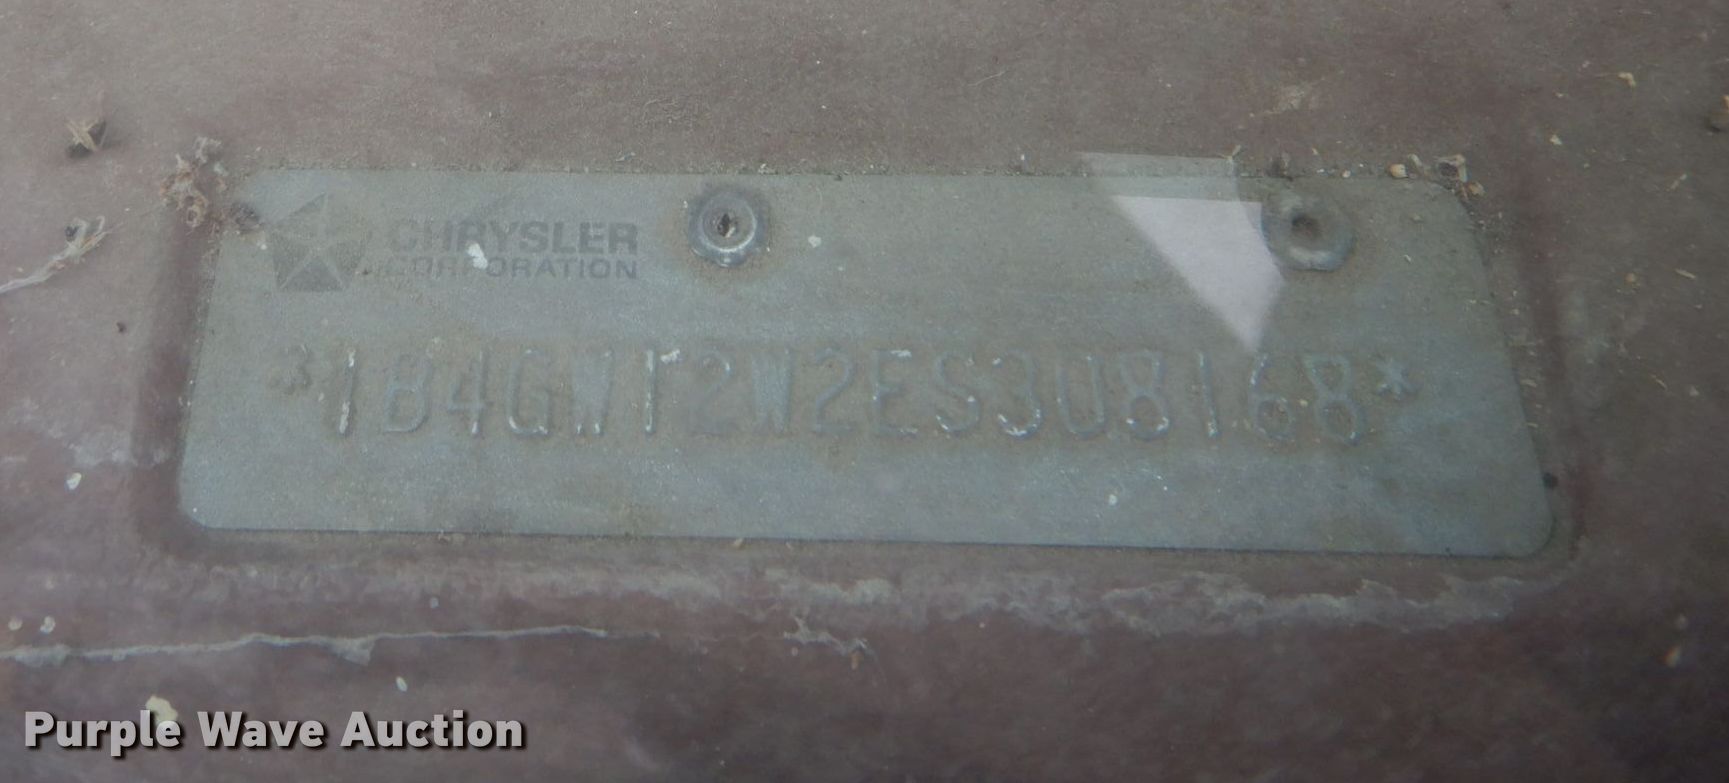 CHRYSLER
CORPORATION
*1B4GW12W2ES308168*
Purple Wave Auction